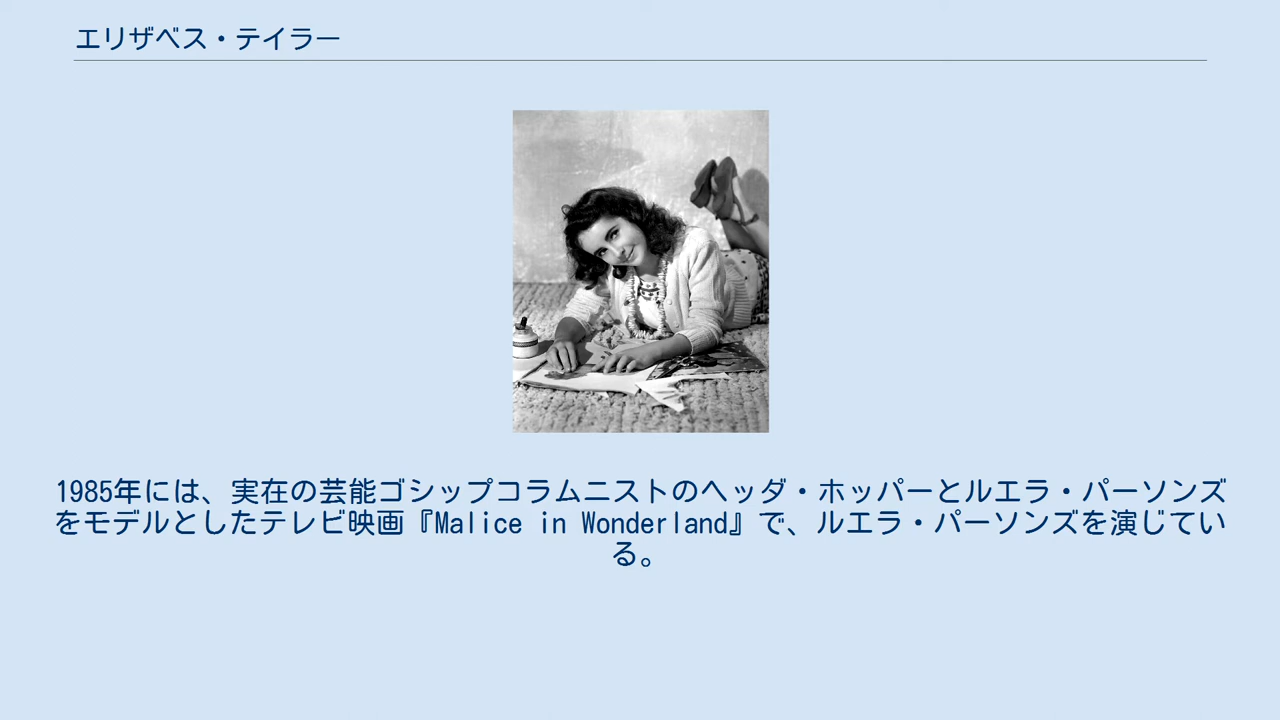 エリザベス・テイラー
1985年には、実在の芸能ゴシップコラムニストのヘッダ・ホッパーとルエラ・パーソンズ
をモデルとしたテレビ映画『Malice in Wonderland』で、ルエラ・パーソンズを演じてい
る。